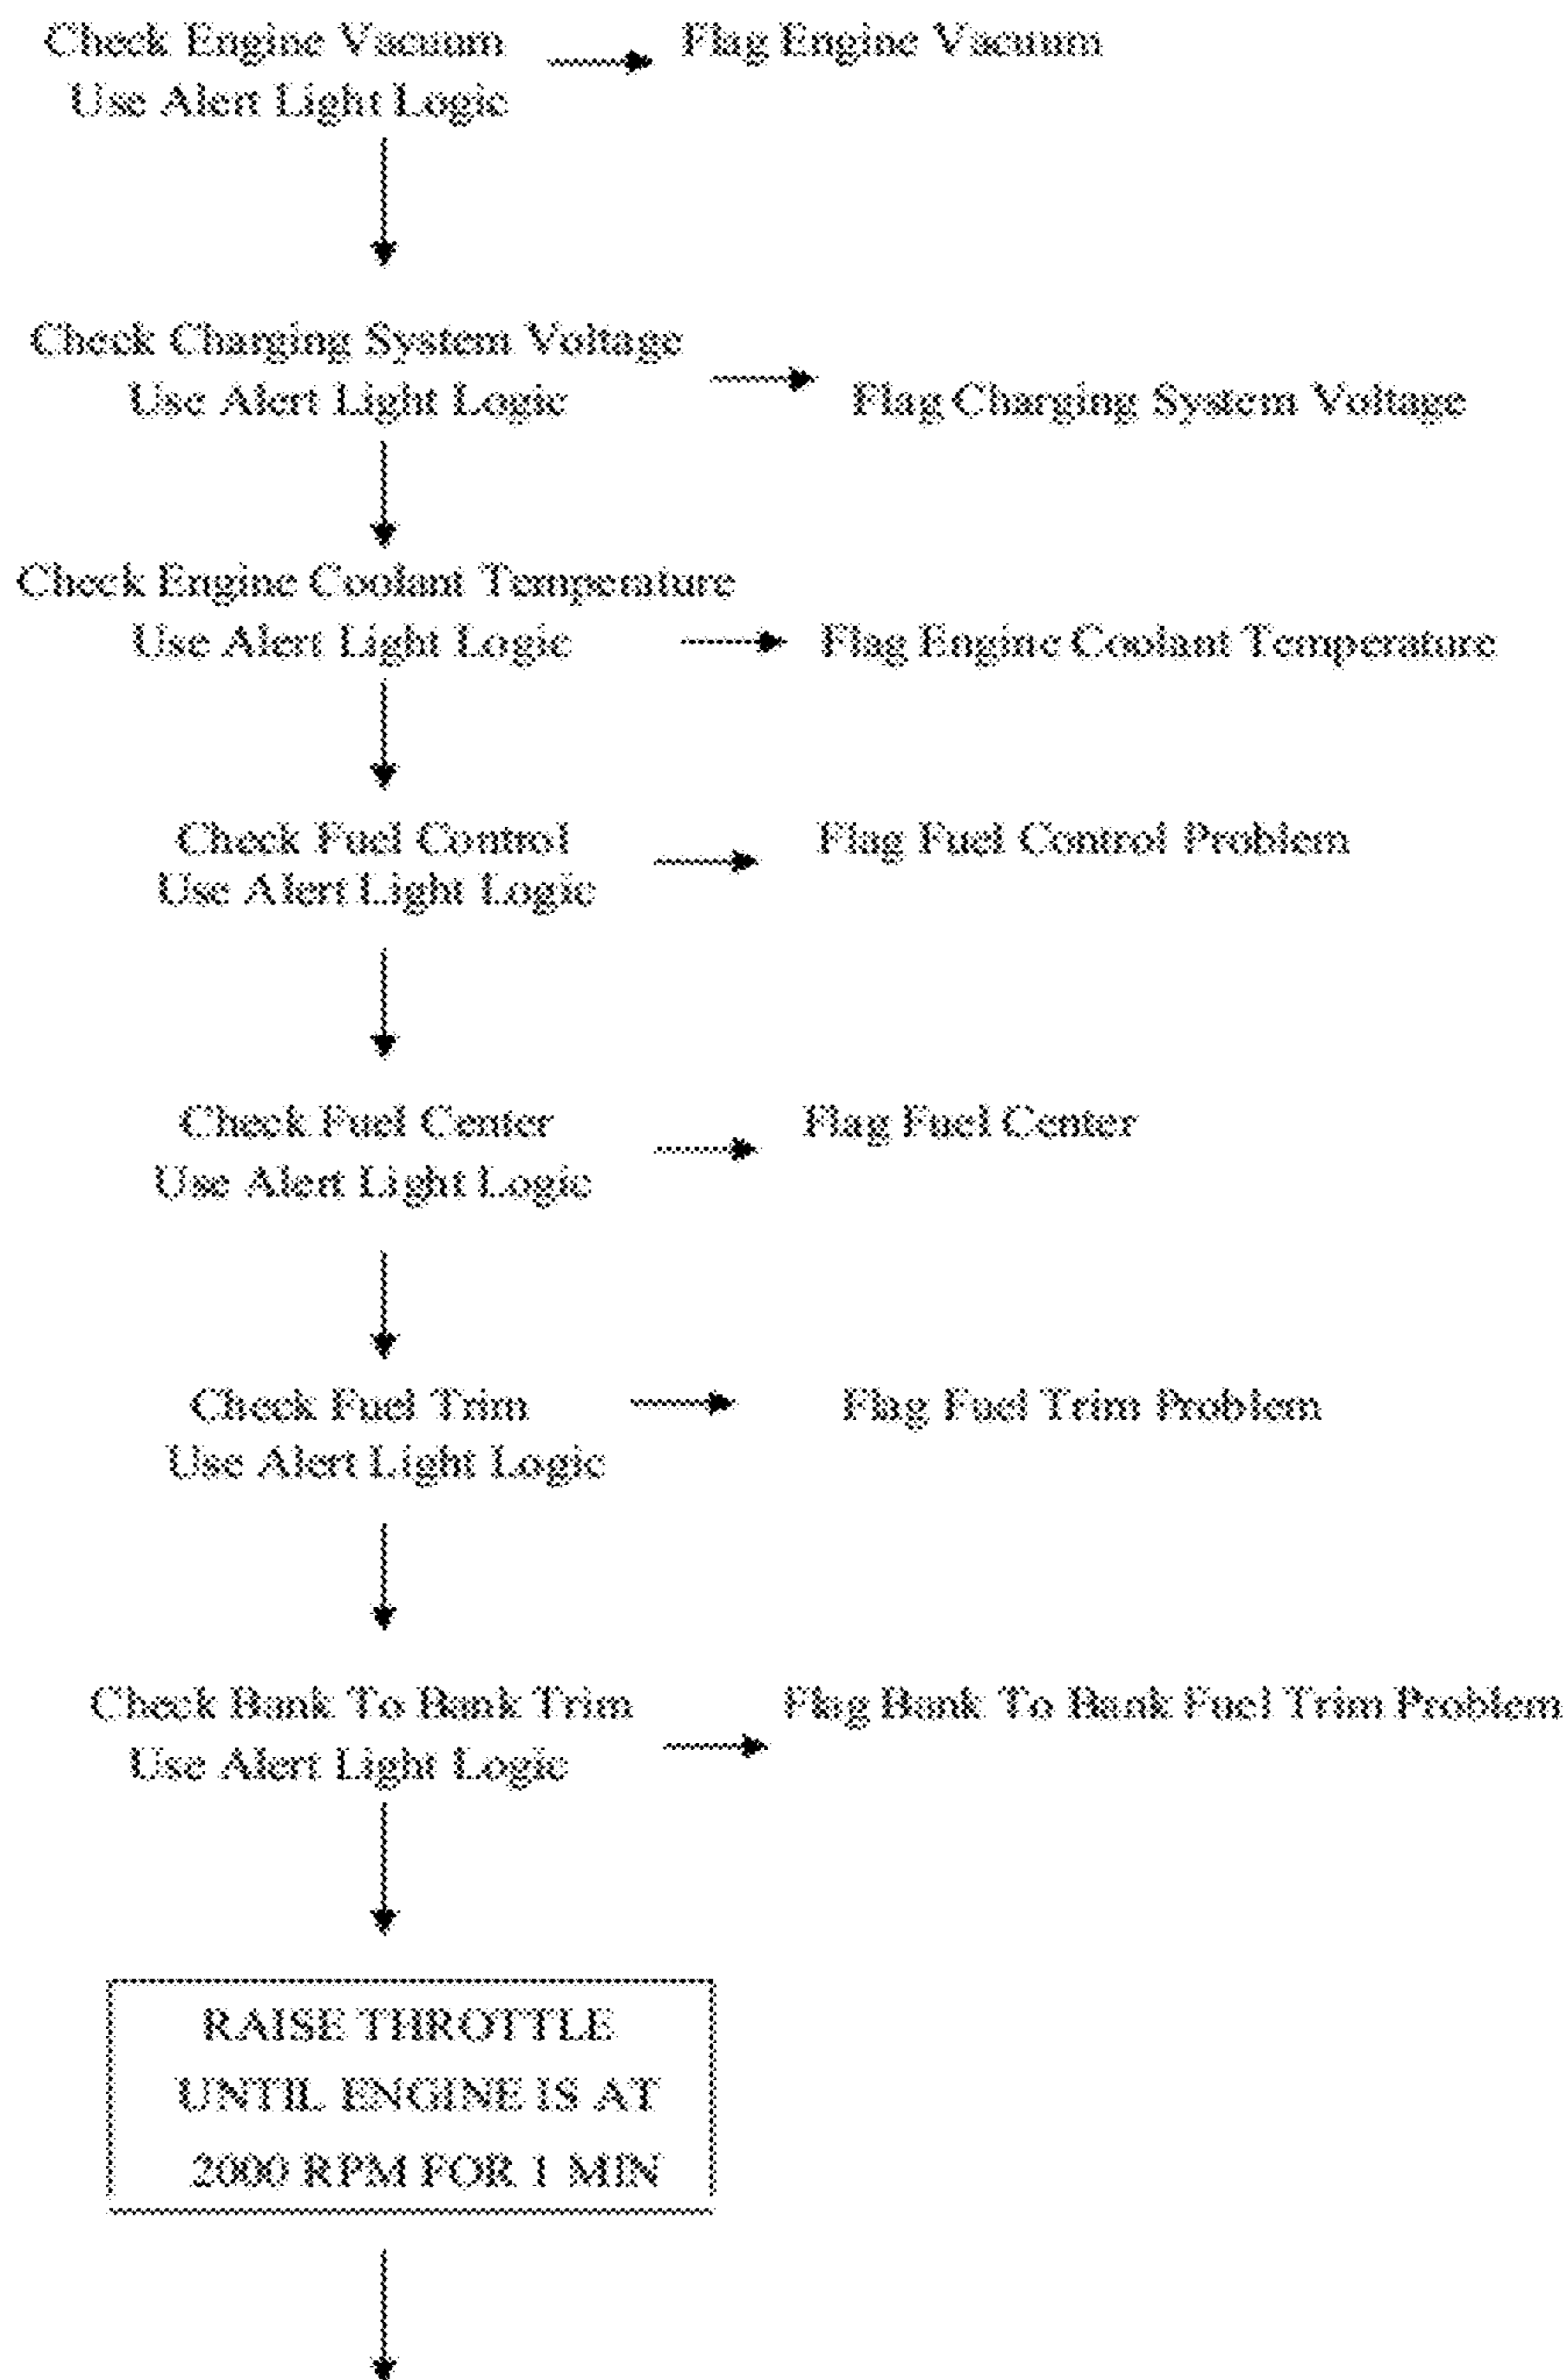 Check Engine Vacuum
Use Alert Light Logic
Flag Engine Vacuum
Check Charging System Voltage
Use Alert Light Logic
Flag Charging System Voltage
Check Engine Coolant Temperature
Use Alert Light Logic
Flag Engine Coolant Temperature
Check Fuel Control
Use Alert Light Logic
Flag Fuel Control Problem
Check Fuel Center
Use Alert Light Logic
Flag Fuel Center
Check Fuel Trim
Use Alert Light Logic
Flag Fuel Trim Problem
Check Bank To Bank Trim
Use Alert Light Logic
Flag Bank To Bank Fuel Trim Problem
RAISE THROTTLE
UNTIL ENGINE IS AT
2000 RPM FOR 1 MIN